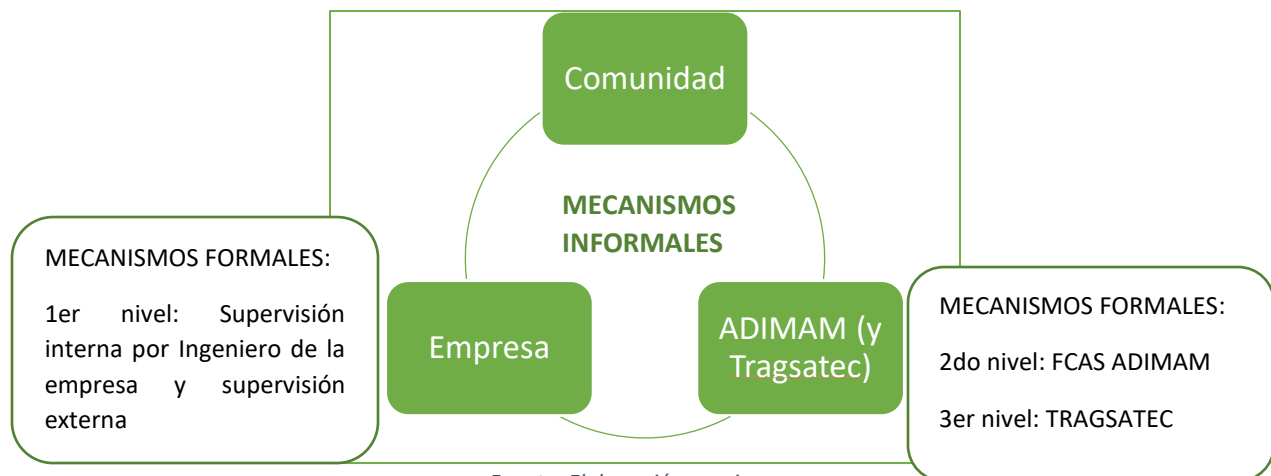 Comunidad
MECANISMOS
INFORMALES
MECANISMOS FORMALES:
1er nivel: Supervisión
interna por Ingeniero de la
empresa y supervisión
externa
Empresa
ADIMAM (y
Tragsatec)
MECANISMOS FORMALES:
2do nivel: FCAS ADIMAM
3er nivel: TRAGSATEC